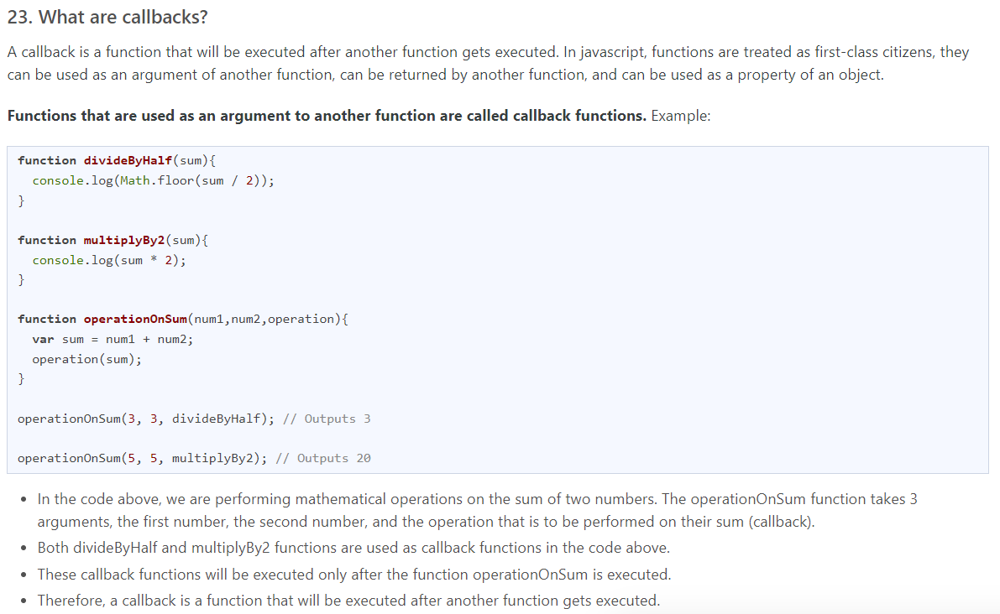 23. What are callbacks?
A callback is a function that will be executed after another function gets executed. In javascript, functions are treated as first-class citizens, they
can be used as an argument of another function, can be returned by another function, and can be used as a property of an object.
Functions that are used as an argument to another function are called callback functions. Example:
function divideByHalf(sum){
  console.log(Math.floor(sum / 2));
}
function multiplyBy2(sum){
  console.log(sum * 2);
}
function operationOnSum(num1,num2,operation){
  var sum = num1 + num2;
  operation(sum);
}
operationOnSum(3, 3, divideByHalf); // Outputs 3
operationOnSum(5, 5, multiplyBy2); // Outputs 20
• In the code above, we are performing mathematical operations on the sum of two numbers. The operationOnSum function takes 3
arguments, the first number, the second number, and the operation that is to be performed on their sum (callback).
• Both divideByHalf and multiplyBy2 functions are used as callback functions in the code above.
• These callback functions will be executed only after the function operationOnSum is executed.
• Therefore, a callback is a function that will be executed after another function gets executed.